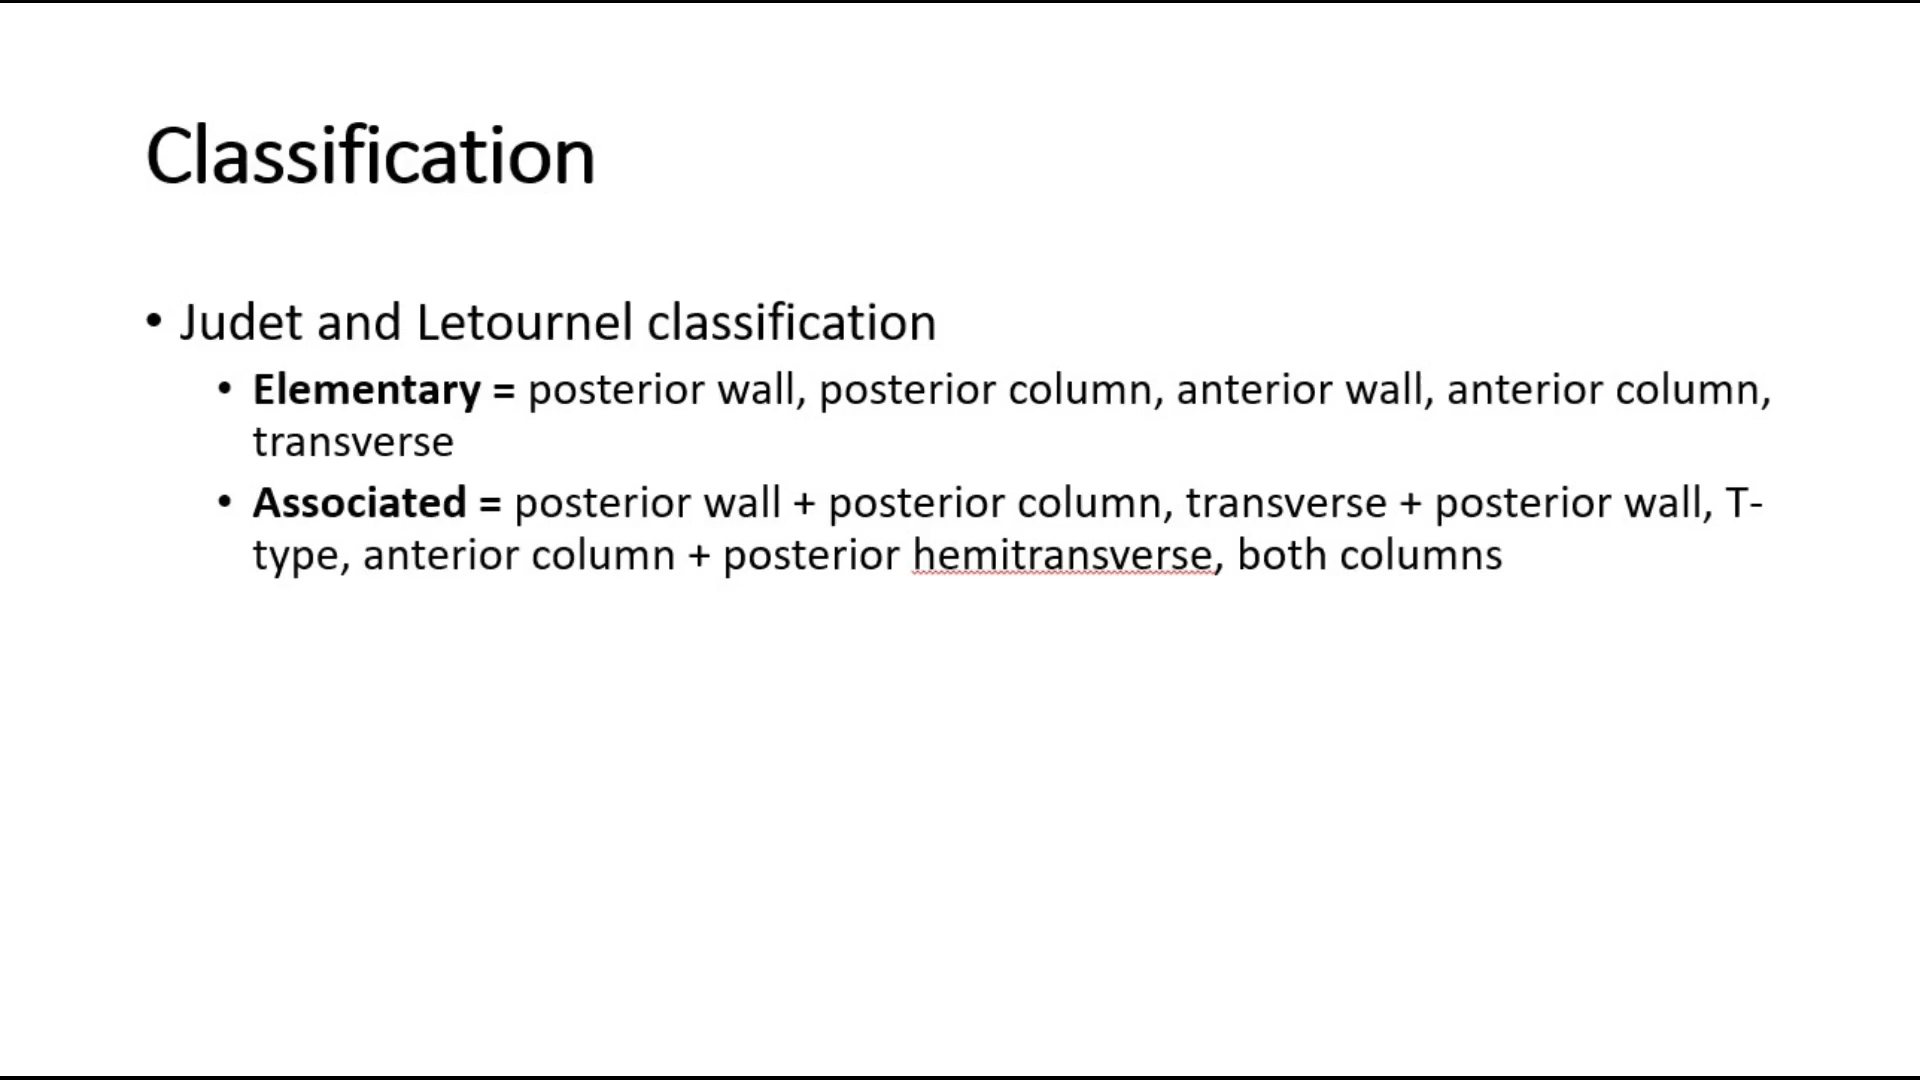 Classification
• Judet and Letournel classification
• Elementary = posterior wall, posterior column, anterior wall, anterior column,
transverse
• Associated = posterior wall + posterior column, transverse + posterior wall, T-
type, anterior column + posterior hemitransverse, both columns